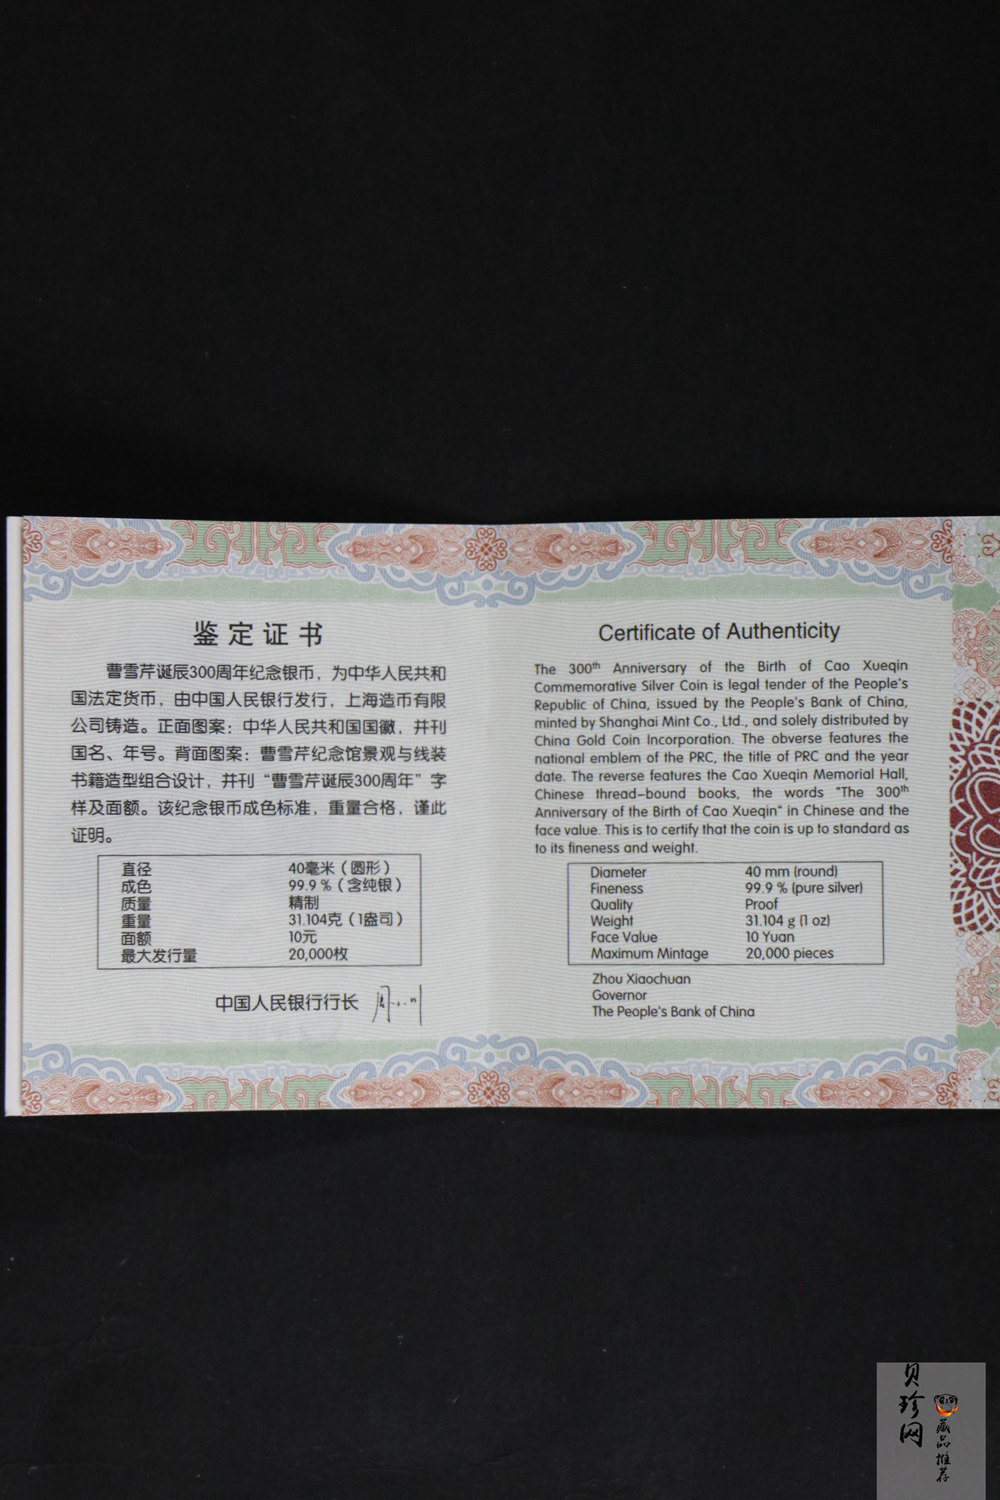 鉴定证书
曹雪芹诞辰300周年纪念银币，为中华人民共和
国法定货币，由中国人民银行发行，上海造币有限
公司铸造。正面图案：中华人民共和国国徽，并刊
国名、年号。背面图案：曹雪芹纪念馆景观与线装
书籍造型组合设计，并刊“曹雪芹诞辰300周年”字
样及面额。该纪念银币成色标准，重量合格，谨此
证明。
直径 40毫米（圆形）
成色 99.9％（含纯银）
质量 精制
重量 31.104克（1盎司）
面额 10元
最大发行量 20,000枚
中国人民银行行长
Certificate of Authenticity
The 300th Anniversary of the Birth of Cao Xueqin
Commemorative Silver Coin is legal tender of the People's
Republic of China, issued by the People's Bank of China,
minted by Shanghai Mint Co., Ltd., and solely distributed by
China Gold Coin Incorporation. The obverse features the
national emblem of the PRC, the title of PRC and the year
date. The reverse features the Cao Xueqin Memorial Hall,
Chinese thread-bound books, the words "The 300th
Anniversary of the Birth of Cao Xueqin" in Chinese and the
face value. This is to certify that the coin is up to standard as
to its fineness and weight.
Diameter 40 mm (round)
Fineness 99.9 % (pure silver)
Quality Proof
Weight 31.104 g (1 oz)
Face Value 10 Yuan
Maximum Mintage 20,000 pieces
Zhou Xiaochuan
Governor
The People's Bank of China
贝珍网
藏品推荐